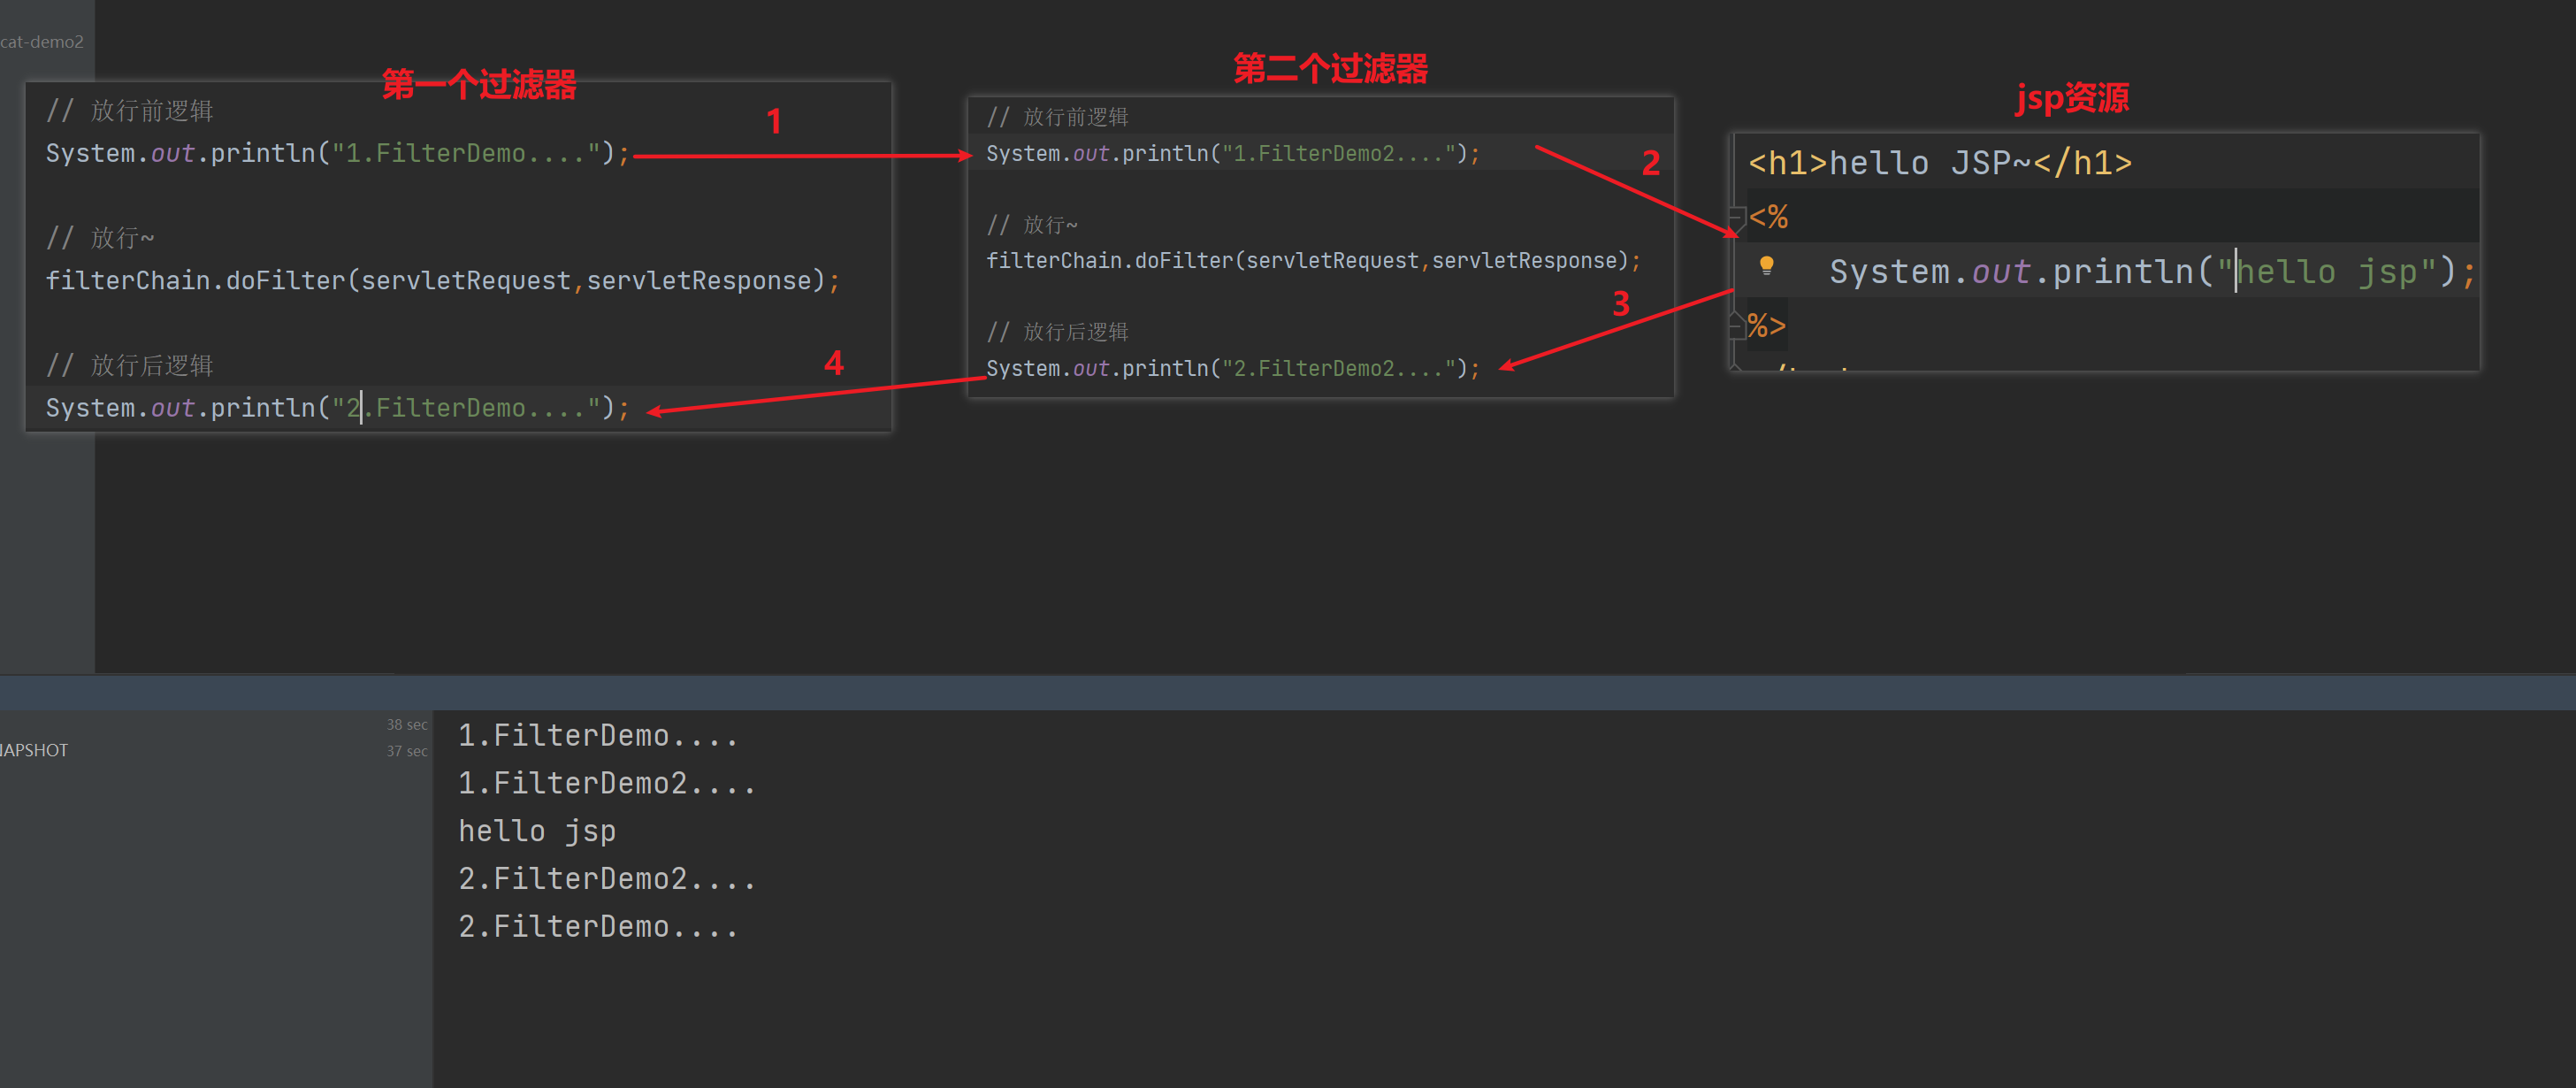 cat-demo2
第一个过滤器
// 放行前逻辑
System.out.println("1.FilterDemo....");
// 放行~
filterChain.doFilter(servletRequest,servletResponse);
// 放行后逻辑
System.out.println("2.FilterDemo....");
1
4
第二个过滤器
// 放行前逻辑
System.out.println("1.FilterDemo2....");
// 放行~
filterChain.doFilter(servletRequest,servletResponse);
// 放行后逻辑
System.out.println("2.FilterDemo2....");
2
3
jsp资源
<h1>hello JSP~</h1>
<%
System.out.println("hello jsp");
%>
38 sec
NAPSHOT 37 sec
1.FilterDemo....
1.FilterDemo2....
hello jsp
2.FilterDemo2....
2.FilterDemo....